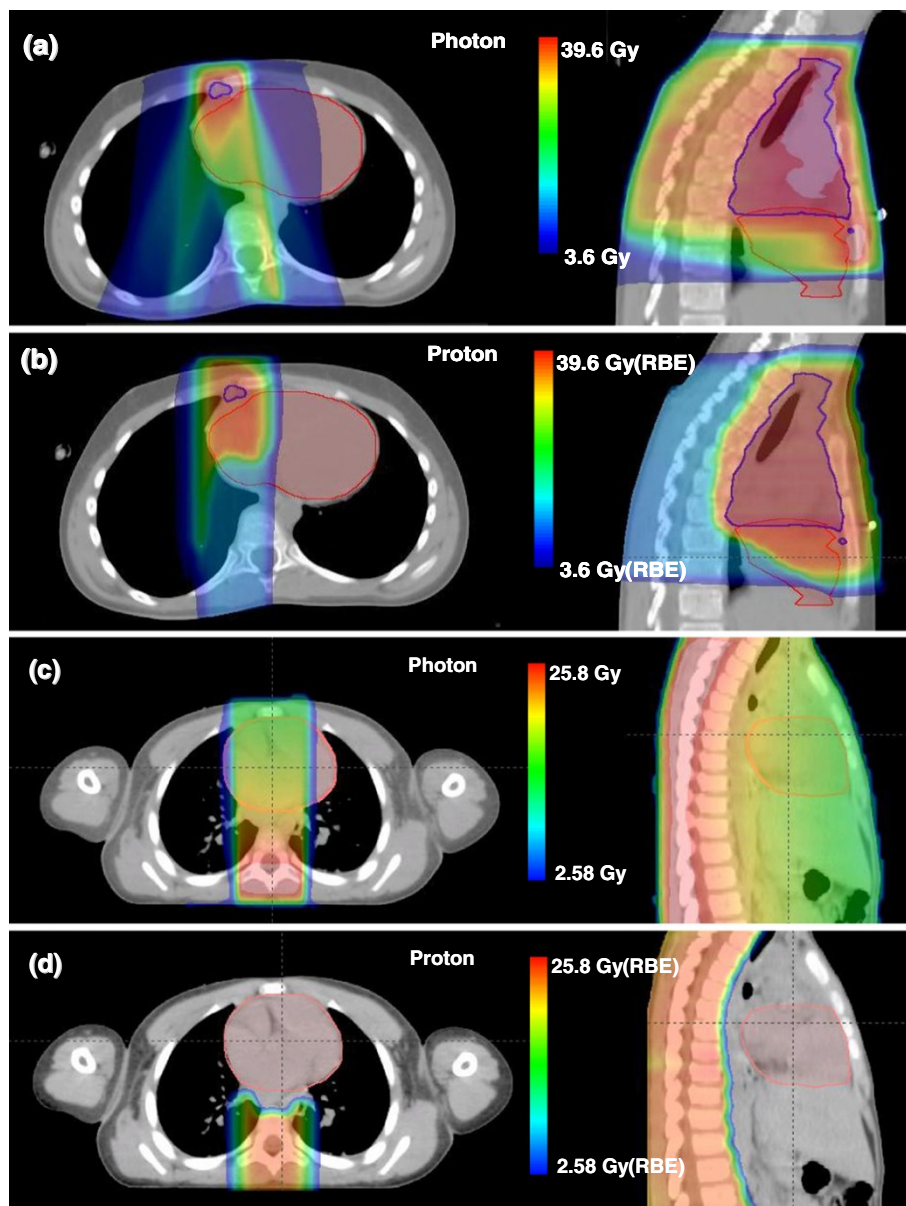 (a)
Photon
39.6 Gy
3.6 Gy
(b)
Proton
39.6 Gy(RBE)
3.6 Gy(RBE)
(c)
Photon
25.8 Gy
2.58 Gy
(d)
Proton
25.8 Gy(RBE)
2.58 Gy(RBE)